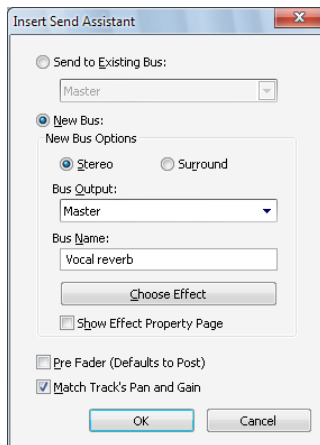 Insert Send Assistant
Send to Existing Bus:
Master
New Bus:
New Bus Options
Stereo
Surround
Bus Output:
Master
Bus Name:
Vocal reverb
Choose Effect
Show Effect Property Page
Pre Fader (Defaults to Post)
Match Track's Pan and Gain
OK
Cancel